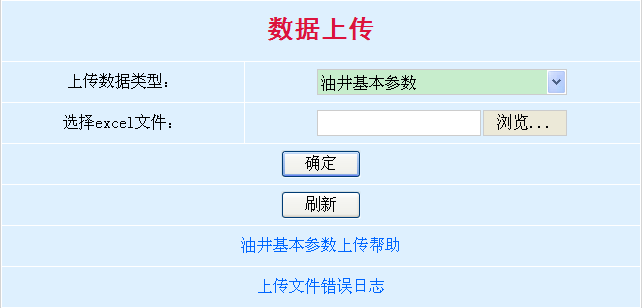 数据上传
上传数据类型： 油井基本参数
选择excel文件： 浏览...
确定
刷新
油井基本参数上传帮助
上传文件错误日志